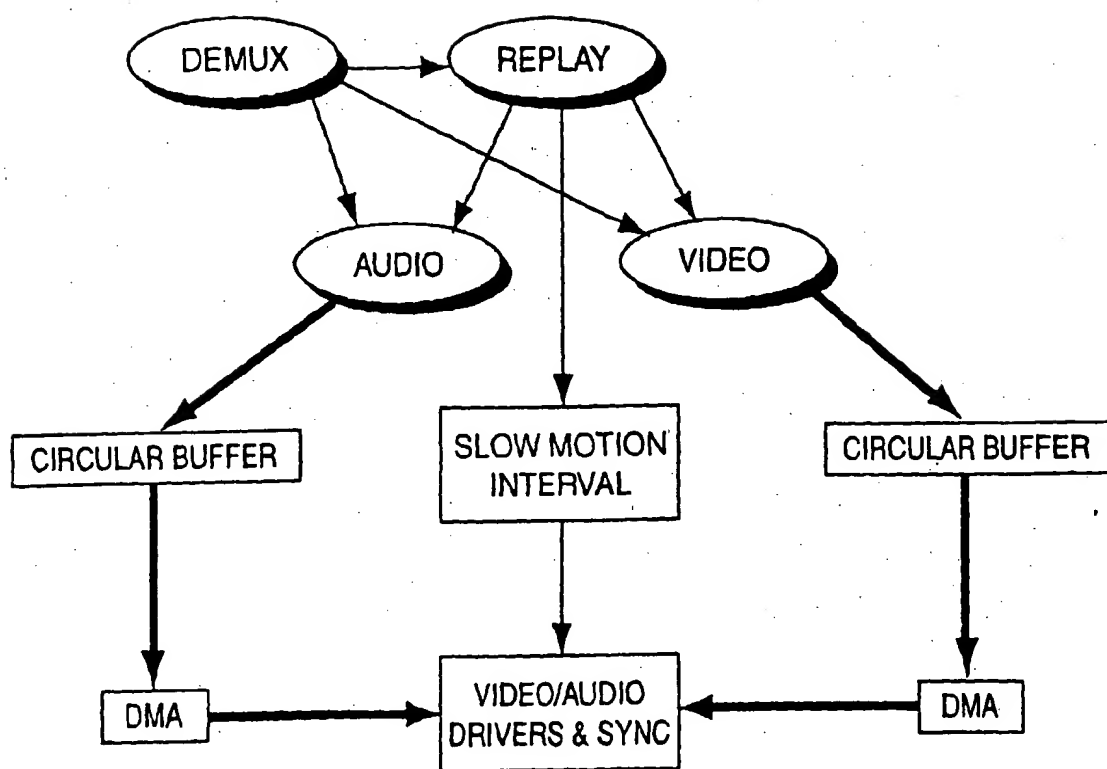 DEMUX
REPLAY
AUDIO
VIDEO
CIRCULAR BUFFER
SLOW MOTION
INTERVAL
CIRCULAR BUFFER
DMA
VIDEO/AUDIO
DRIVERS & SYNC
DMA